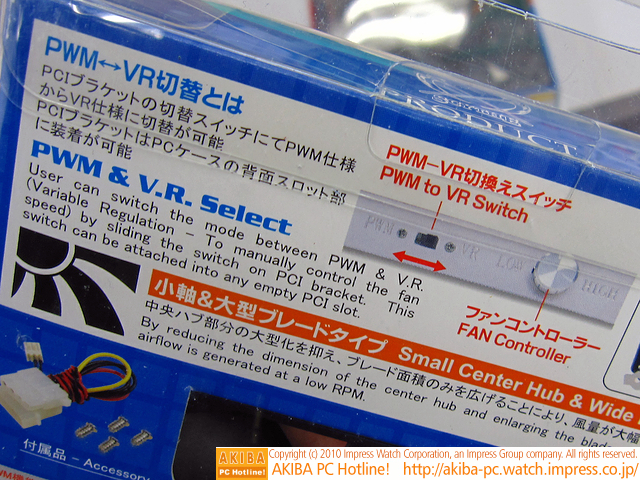 PRODUCT
PWM↔VR切替とは
PCIブラケットの切替スイッチにてPWM仕様
からVR仕様に切替が可能
PCIブラケットはPCケースの背面スロット部
に装着が可能
PWM & V.R. Select
User can switch the mode between PWM & V.R.
(Variable Regulation – To manually control the fan
speed) by sliding the switch on PCI bracket. This
switch can be attached into any empty PCI slot.
PWM–VR切換えスイッチ
PWM to VR Switch
PWM VR LOW HIGH
ファンコントローラー
FAN Controller
小軸&大型ブレードタイプ Small Center Hub & Wide
中央ハブ部分の大型化を抑え、ブレード面積のみを広げることにより、風量が大幅
By reducing the dimension of the center hub and enlarging the blade
airflow is generated at a low RPM.
付属品 – Accessory
AKIBA
PC Hotline!
Copyright (c) 2010 Impress Watch Corporation, an Impress Group company. All rights reserved.
AKIBA PC Hotline! http://akiba-pc.watch.impress.co.jp/